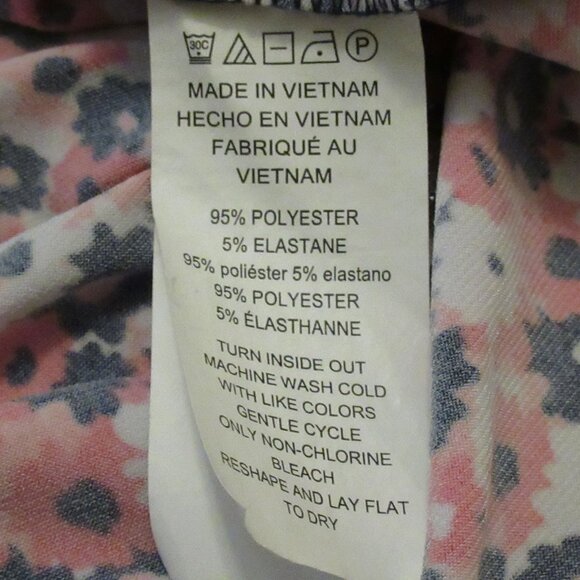 30C P
MADE IN VIETNAM
HECHO EN VIETNAM
FABRIQUÉ AU
VIETNAM
95% POLYESTER
5% ELASTANE
95% poliéster 5% elastano
95% POLYESTER
5% ÉLASTHANNE
TURN INSIDE OUT
MACHINE WASH COLD
WITH LIKE COLORS
GENTLE CYCLE
ONLY NON-CHLORINE
BLEACH
RESHAPE AND LAY FLAT
TO DRY